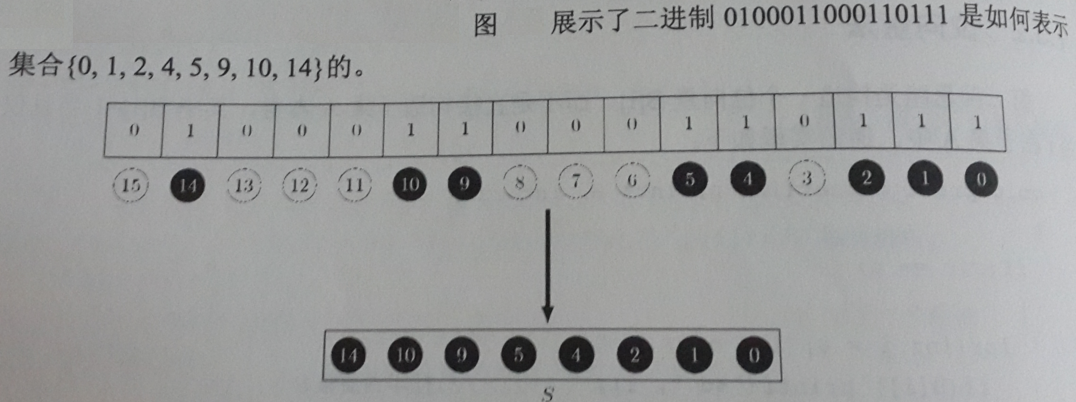 图 展示了二进制 0100011000110111 是如何表示
集合{0, 1, 2, 4, 5, 9, 10, 14}的。
0 1 0 0 0 1 1 0 0 0 1 1 0 1 1 1
15 14 13 12 11 10 9 8 7 6 5 4 3 2 1 0
14 10 9 5 4 2 1 0
S